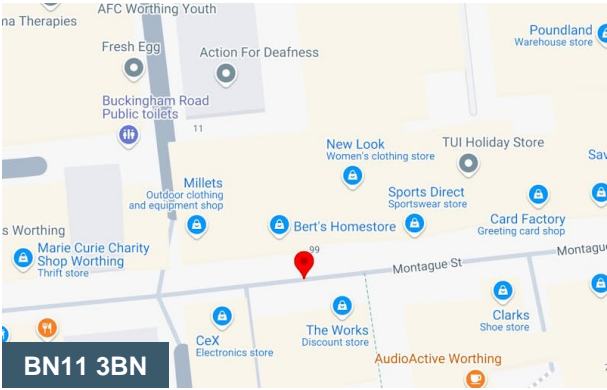 AFC Worthing Youth
na Therapies
Poundland
Warehouse store
Fresh Egg
Action For Deafness
Buckingham Road
Public toilets
11
New Look
Women's clothing store
TUI Holiday Store
Sav
Millets
Outdoor clothing
and equipment shop
Sports Direct
Sportswear store
Card Factory
Greeting card shop
Bert's Homestore
s Worthing
Marie Curie Charity
Shop Worthing
Thrift store
99
Montague St
Montagu
CeX
Electronics store
The Works
Discount store
Clarks
Shoe store
AudioActive Worthing
BN11 3BN